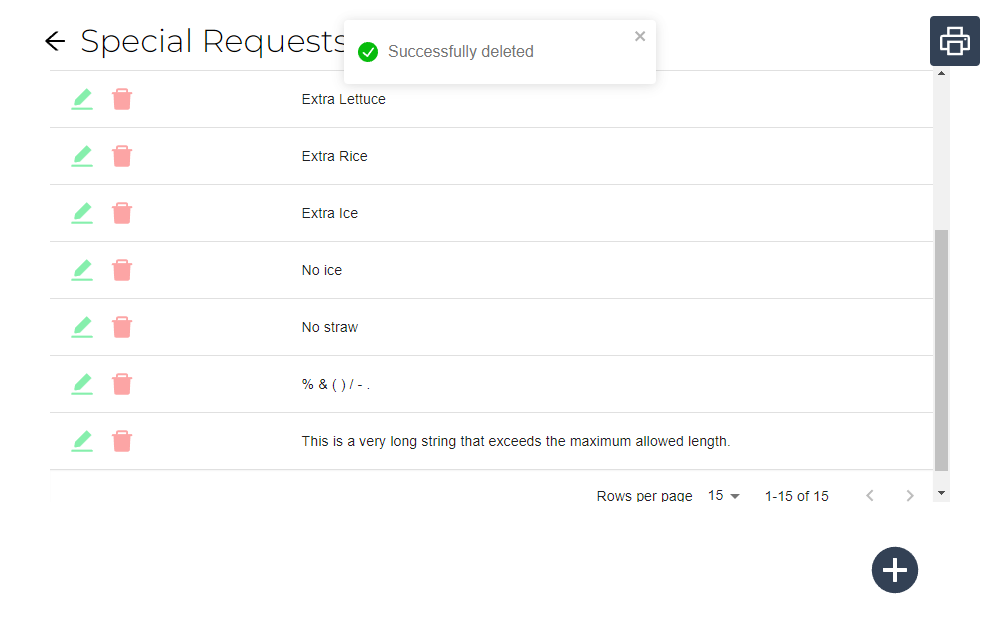 Special Requests
Successfully deleted
Extra Lettuce
Extra Rice
Extra Ice
No ice
No straw
% & ( ) / - .
This is a very long string that exceeds the maximum allowed length.
Rows per page 15 1-15 of 15